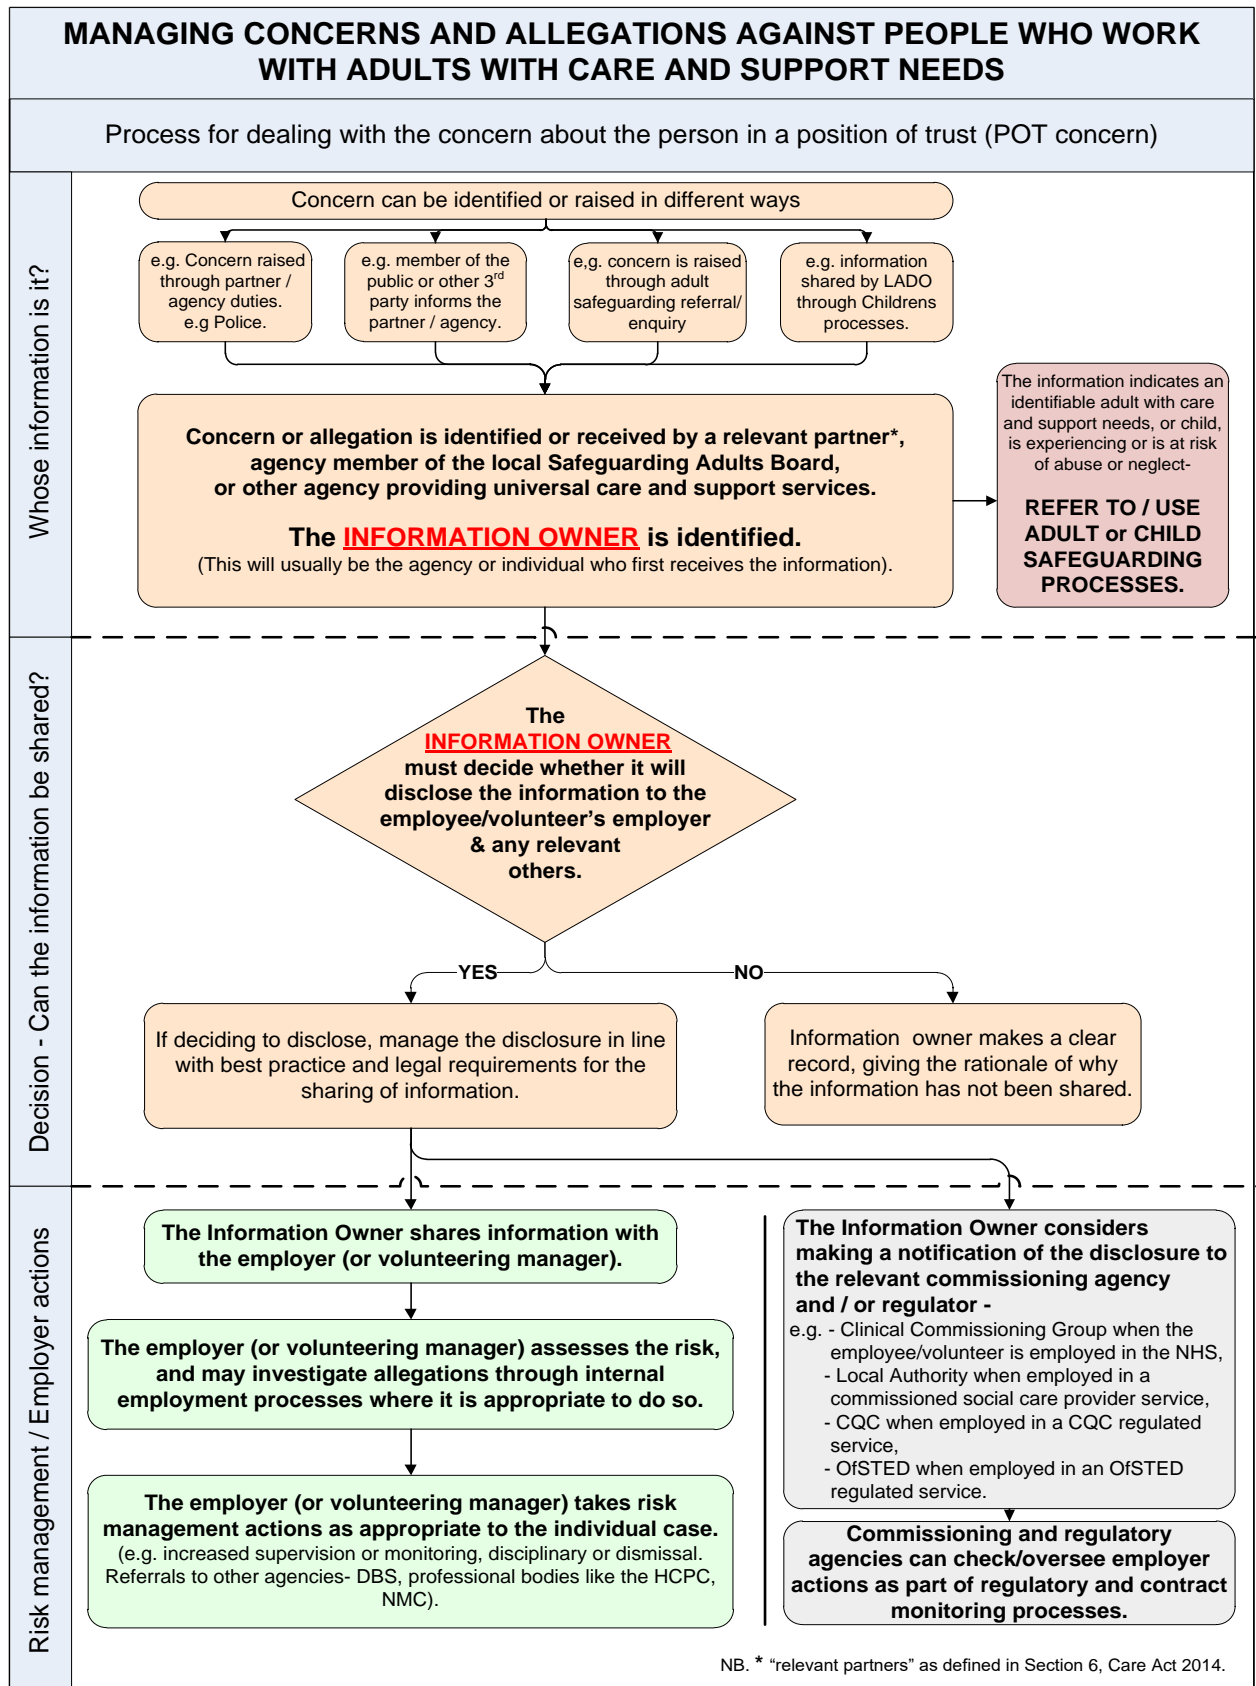 MANAGING CONCERNS AND ALLEGATIONS AGAINST PEOPLE WHO WORK
WITH ADULTS WITH CARE AND SUPPORT NEEDS
Process for dealing with the concern about the person in a position of trust (POT concern)
Whose information is it?
Concern can be identified or raised in different ways
e.g. Concern raised
through partner /
agency duties.
e.g Police.
e.g. member of the
public or other 3rd
party informs the
partner / agency.
e,g. concern is raised
through adult
safeguarding referral/
enquiry
e.g. information
shared by LADO
through Childrens
processes.
Concern or allegation is identified or received by a relevant partner*,
agency member of the local Safeguarding Adults Board,
or other agency providing universal care and support services.
The INFORMATION OWNER is identified.
(This will usually be the agency or individual who first receives the information).
The information indicates an
identifiable adult with care
and support needs, or child,
is experiencing or is at risk
of abuse or neglect-
REFER TO / USE
ADULT or CHILD
SAFEGUARDING
PROCESSES.
Decision - Can the information be shared?
The
INFORMATION OWNER
must decide whether it will
disclose the information to the
employee/volunteer's employer
& any relevant
others.
YES
NO
If deciding to disclose, manage the disclosure in line
with best practice and legal requirements for the
sharing of information.
Information owner makes a clear
record, giving the rationale of why
the information has not been shared.
Risk management / Employer actions
The Information Owner shares information with
the employer (or volunteering manager).
The employer (or volunteering manager) assesses the risk,
and may investigate allegations through internal
employment processes where it is appropriate to do so.
The employer (or volunteering manager) takes risk
management actions as appropriate to the individual case.
(e.g. increased supervision or monitoring, disciplinary or dismissal.
Referrals to other agencies- DBS, professional bodies like the HCPC,
NMC).
The Information Owner considers
making a notification of the disclosure to
the relevant commissioning agency
and / or regulator -
e.g. - Clinical Commissioning Group when the
employee/volunteer is employed in the NHS,
- Local Authority when employed in a
commissioned social care provider service,
- CQC when employed in a CQC regulated
service,
- OfSTED when employed in an OfSTED
regulated service.
Commissioning and regulatory
agencies can check/oversee employer
actions as part of regulatory and contract
monitoring processes.
NB. * "relevant partners" as defined in Section 6, Care Act 2014.